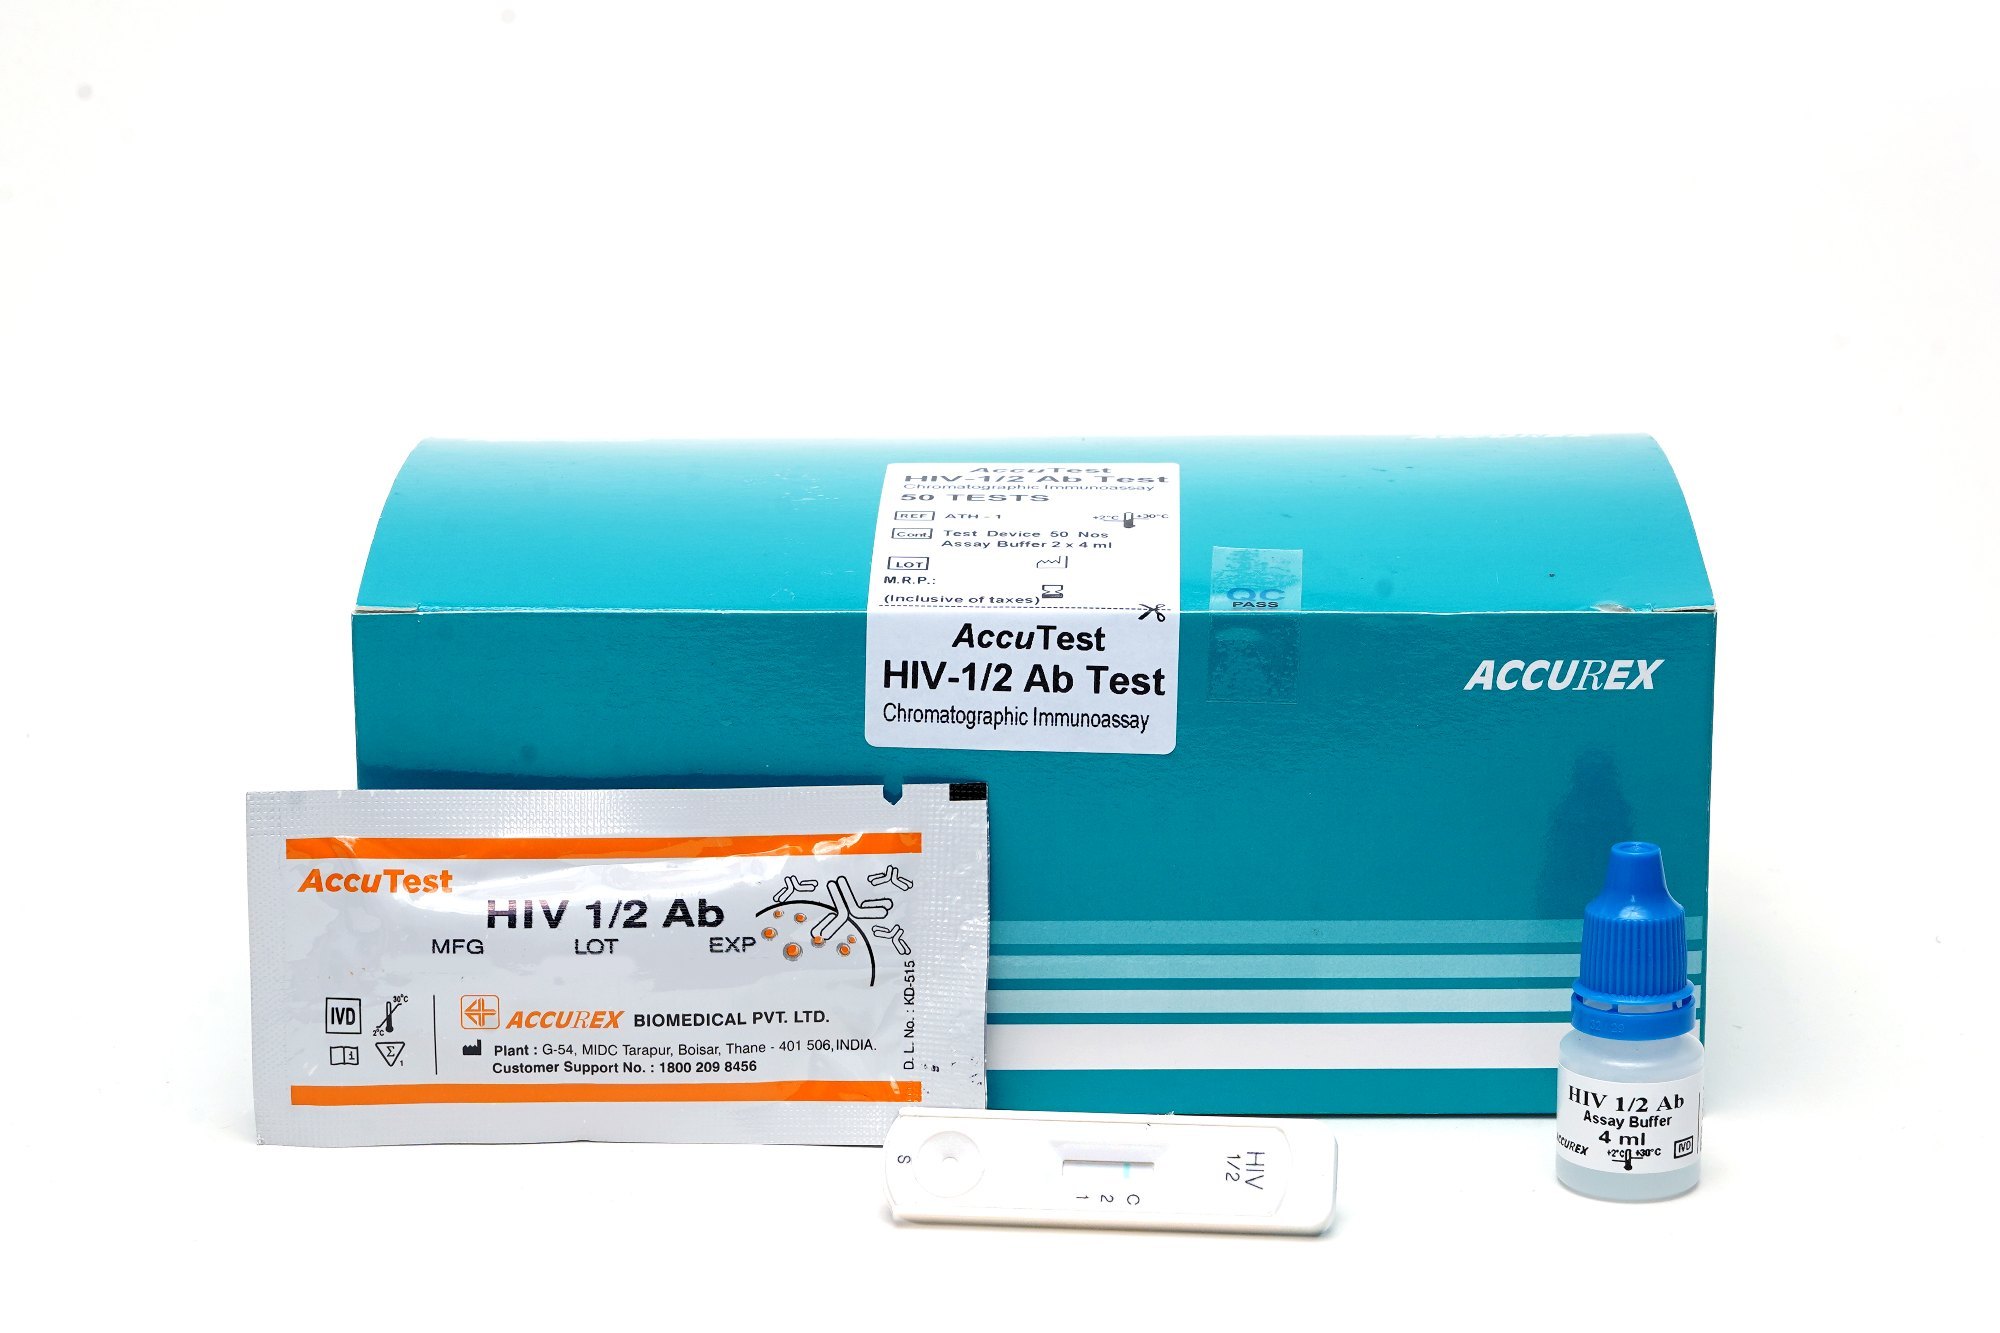 AccuTest
HIV-1/2 Ab Test
Chromatographic Immunoassay
50 TESTS
REF ATH - 1
+2°C +30°C
Cont. Test Device 50 Nos
Assay Buffer 2 x 4 ml
LOT
M.R.P.:
(Inclusive of taxes)
AccuTest
HIV-1/2 Ab Test
Chromatographic Immunoassay
QC
PASS
ACCUREX
AccuTest
HIV 1/2 Ab
MFG LOT EXP
IVD
30°C
2°C
i
Σ
1
ACCUREX BIOMEDICAL PVT. LTD.
Plant : G-54, MIDC Tarapur, Boisar, Thane - 401 506, INDIA.
Customer Support No. : 1800 209 8456
D. L. No. : KD-515
S
1 2 C
HIV
1/2
HIV 1/2 Ab
Assay Buffer
4 ml
ACCUREX
+2°C +30°C
IVD